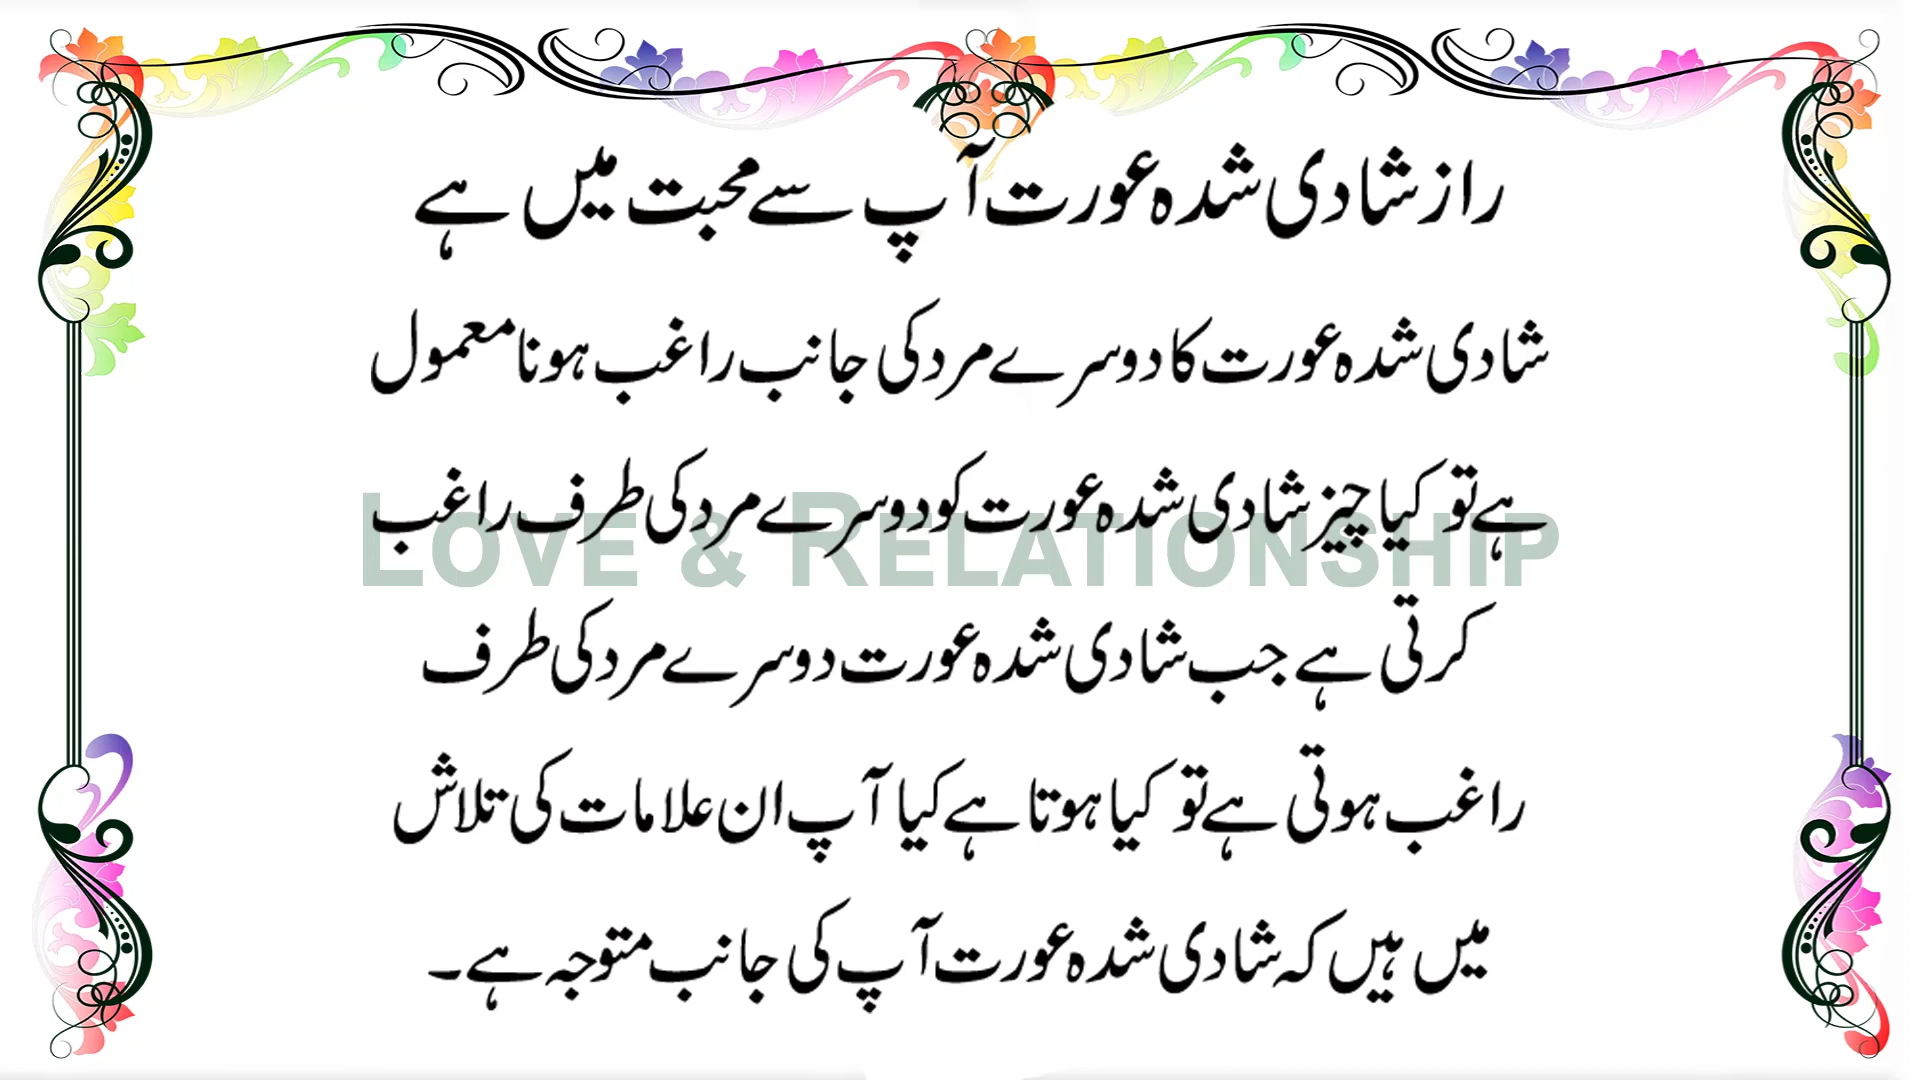 راز شادی شدہ عورت آپ سے محبت میں ہے
شادی شدہ عورت کا دوسرے مرد کی جانب راغب ہونا معمول
ہے تو کیا چیز شادی شدہ عورت کو دوسرے مرد کی طرف راغب
LOVE & RELATIONSHIP
کرتی ہے جب شادی شدہ عورت دوسرے مرد کی طرف
راغب ہوتی ہے تو کیا ہوتا ہے کیا آپ ان علامات کی تلاش
میں ہیں کہ شادی شدہ عورت آپ کی جانب متوجہ ہے۔